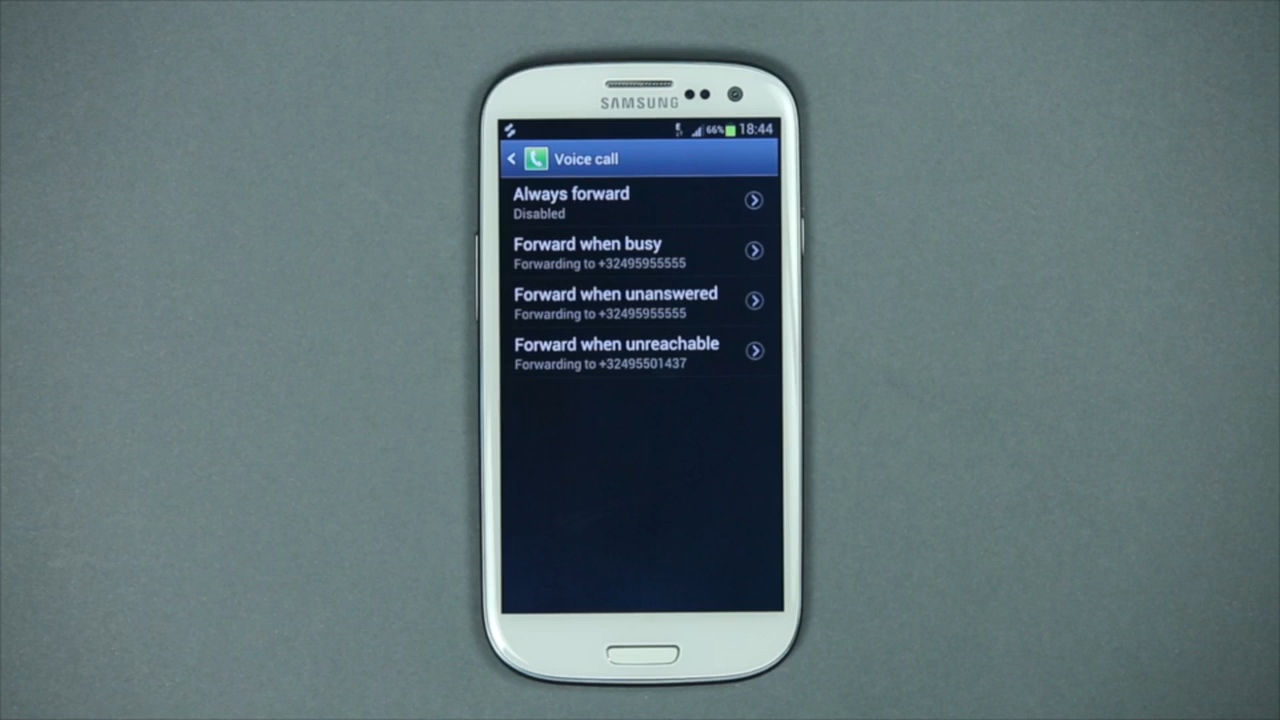 SAMSUNG
66% 18:44
Voice call
Always forward
Disabled
Forward when busy
Forwarding to +32495955555
Forward when unanswered
Forwarding to +32495955555
Forward when unreachable
Forwarding to +32495501437